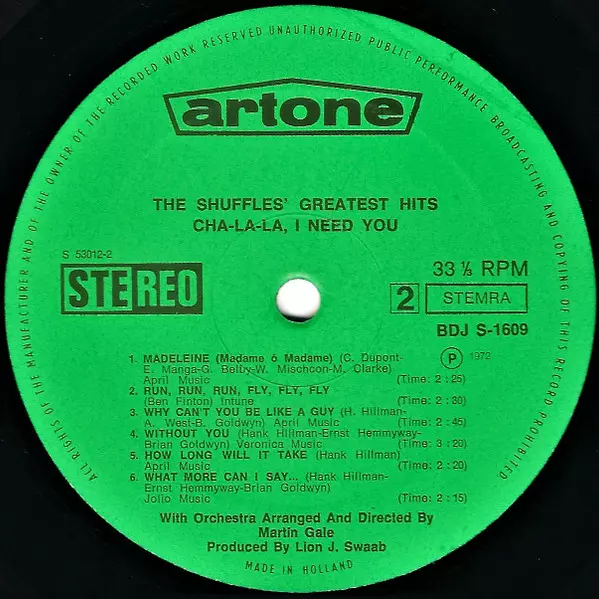 ALL RIGHTS OF THE MANUFACTURER AND OF THE OWNER OF THE RECORDED WORK RESERVED UNAUTHORIZED PUBLIC PERFORMANCE BROADCASTING AND COPYING OF THIS RECORD PROHIBITED
artone
THE SHUFFLES' GREATEST HITS
CHA-LA-LA, I NEED YOU
S 53012-2
STEREO
33 ⅓ RPM
2 STEMRA
BDJ S-1609
1. MADELEINE (Madame ô Madame) (C. Dupont-
E. Manga-G. Belby-W. Mischcon-M. Clarke)
April Music (Time: 2 : 25)
P 1972
2. RUN, RUN, RUN, FLY, FLY, FLY
(Ben Finton) Intune (Time: 2 : 30)
3. WHY CAN'T YOU BE LIKE A GUY (H. Hillman-
A. West-B. Goldwyn) April Music (Time: 2 : 45)
4. WITHOUT YOU (Hank Hillman-Ernst Hemmyway-
Brian Goldwyn) Veronica Music (Time: 3 : 20)
5. HOW LONG WILL IT TAKE (Hank Hillman)
April Music (Time: 2 : 20)
6. WHAT MORE CAN I SAY... (Hank Hillman-
Ernst Hemmyway-Brian Goldwyn)
Jolio Music (Time: 2 : 15)
With Orchestra Arranged And Directed By
Martin Gale
Produced By Lion J. Swaab
MADE IN HOLLAND